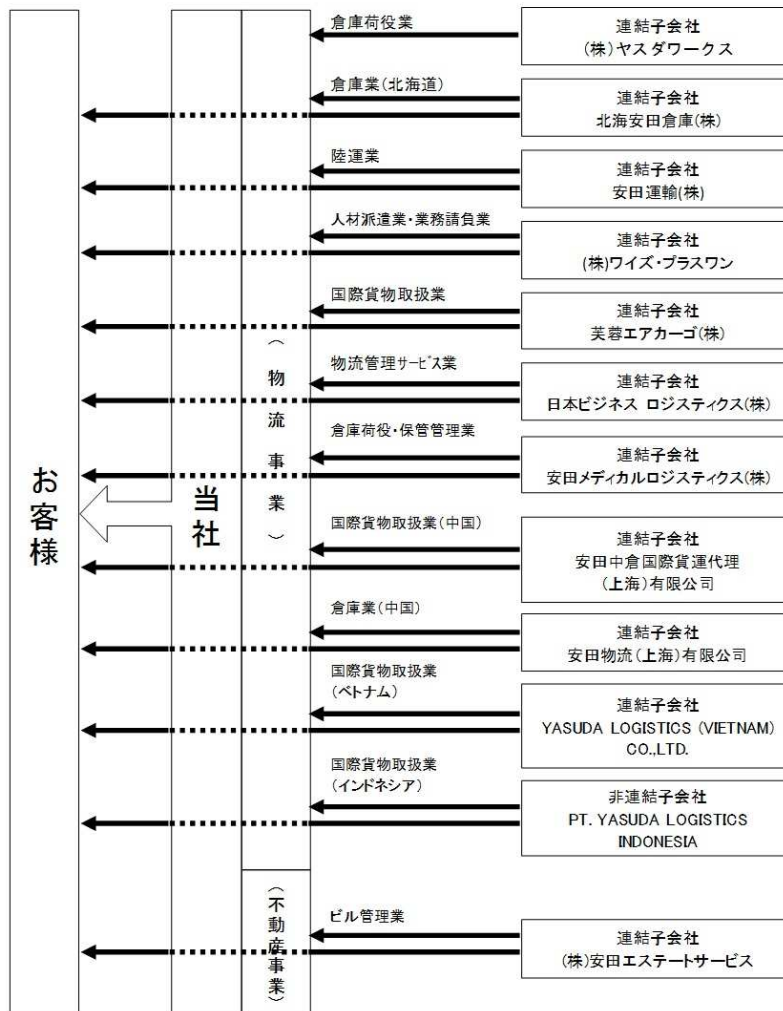 お客様
当社
(物流事業)
(不動産事業)
倉庫荷役業
連結子会社
(株)ヤスダワークス
倉庫業(北海道)
連結子会社
北海安田倉庫(株)
陸運業
連結子会社
安田運輸(株)
人材派遣業・業務請負業
連結子会社
(株)ワイズ・プラスワン
国際貨物取扱業
連結子会社
芙蓉エアカーゴ(株)
物流管理サービス業
連結子会社
日本ビジネス ロジスティクス(株)
倉庫荷役・保管管理業
連結子会社
安田メディカルロジスティクス(株)
国際貨物取扱業(中国)
連結子会社
安田中倉国際貨運代理
(上海)有限公司
倉庫業(中国)
連結子会社
安田物流(上海)有限公司
国際貨物取扱業
(ベトナム)
連結子会社
YASUDA LOGISTICS (VIETNAM)
CO.,LTD.
国際貨物取扱業
(インドネシア)
非連結子会社
PT. YASUDA LOGISTICS
INDONESIA
ビル管理業
連結子会社
(株)安田エステートサービス